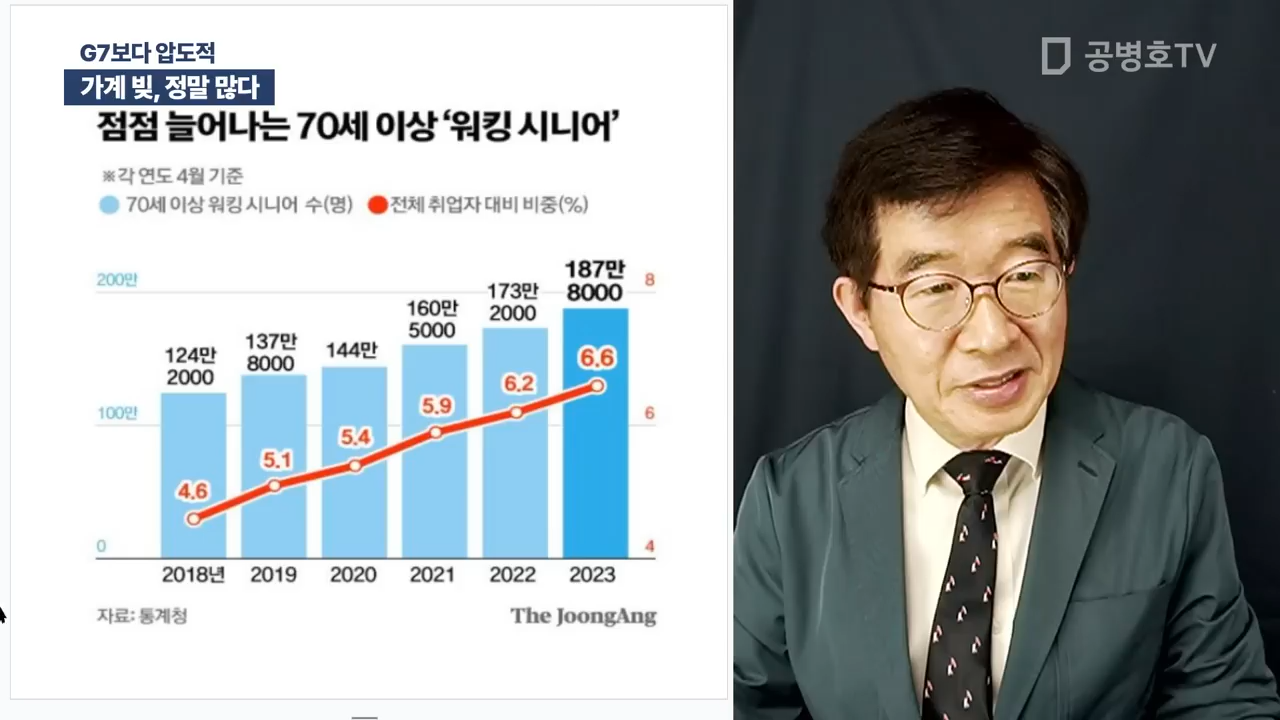 G7보다 압도적
가계 빚, 정말 많다
공병호TV
점점 늘어나는 70세 이상 ‘워킹 시니어’
※각 연도 4월 기준
70세 이상 워킹 시니어 수(명) 전체 취업자 대비 비중(%)
200만
187만
8000
8
173만
2000
160만
5000
144만
137만
8000
124만
2000
6.6
6.2
5.9
5.4
5.1
4.6
100만
6
0
4
2018년 2019 2020 2021 2022 2023
자료: 통계청 The JoongAng